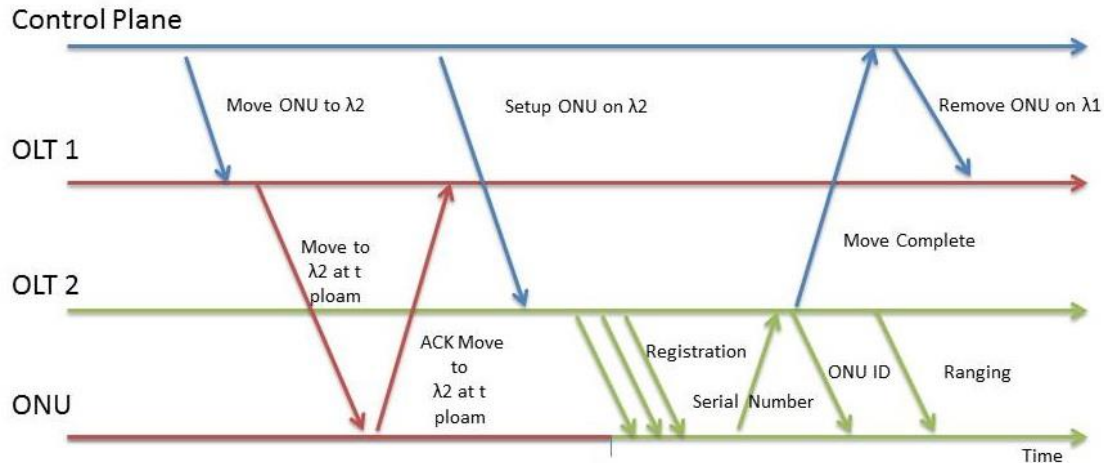 Control Plane
Move ONU to λ2
Setup ONU on λ2
Remove ONU on λ1
OLT 1
Move to
λ2 at t
ploam
Move Complete
OLT 2
ACK Move
to
λ2 at t
ploam
Registration
ONU ID
Ranging
Serial Number
ONU
Time